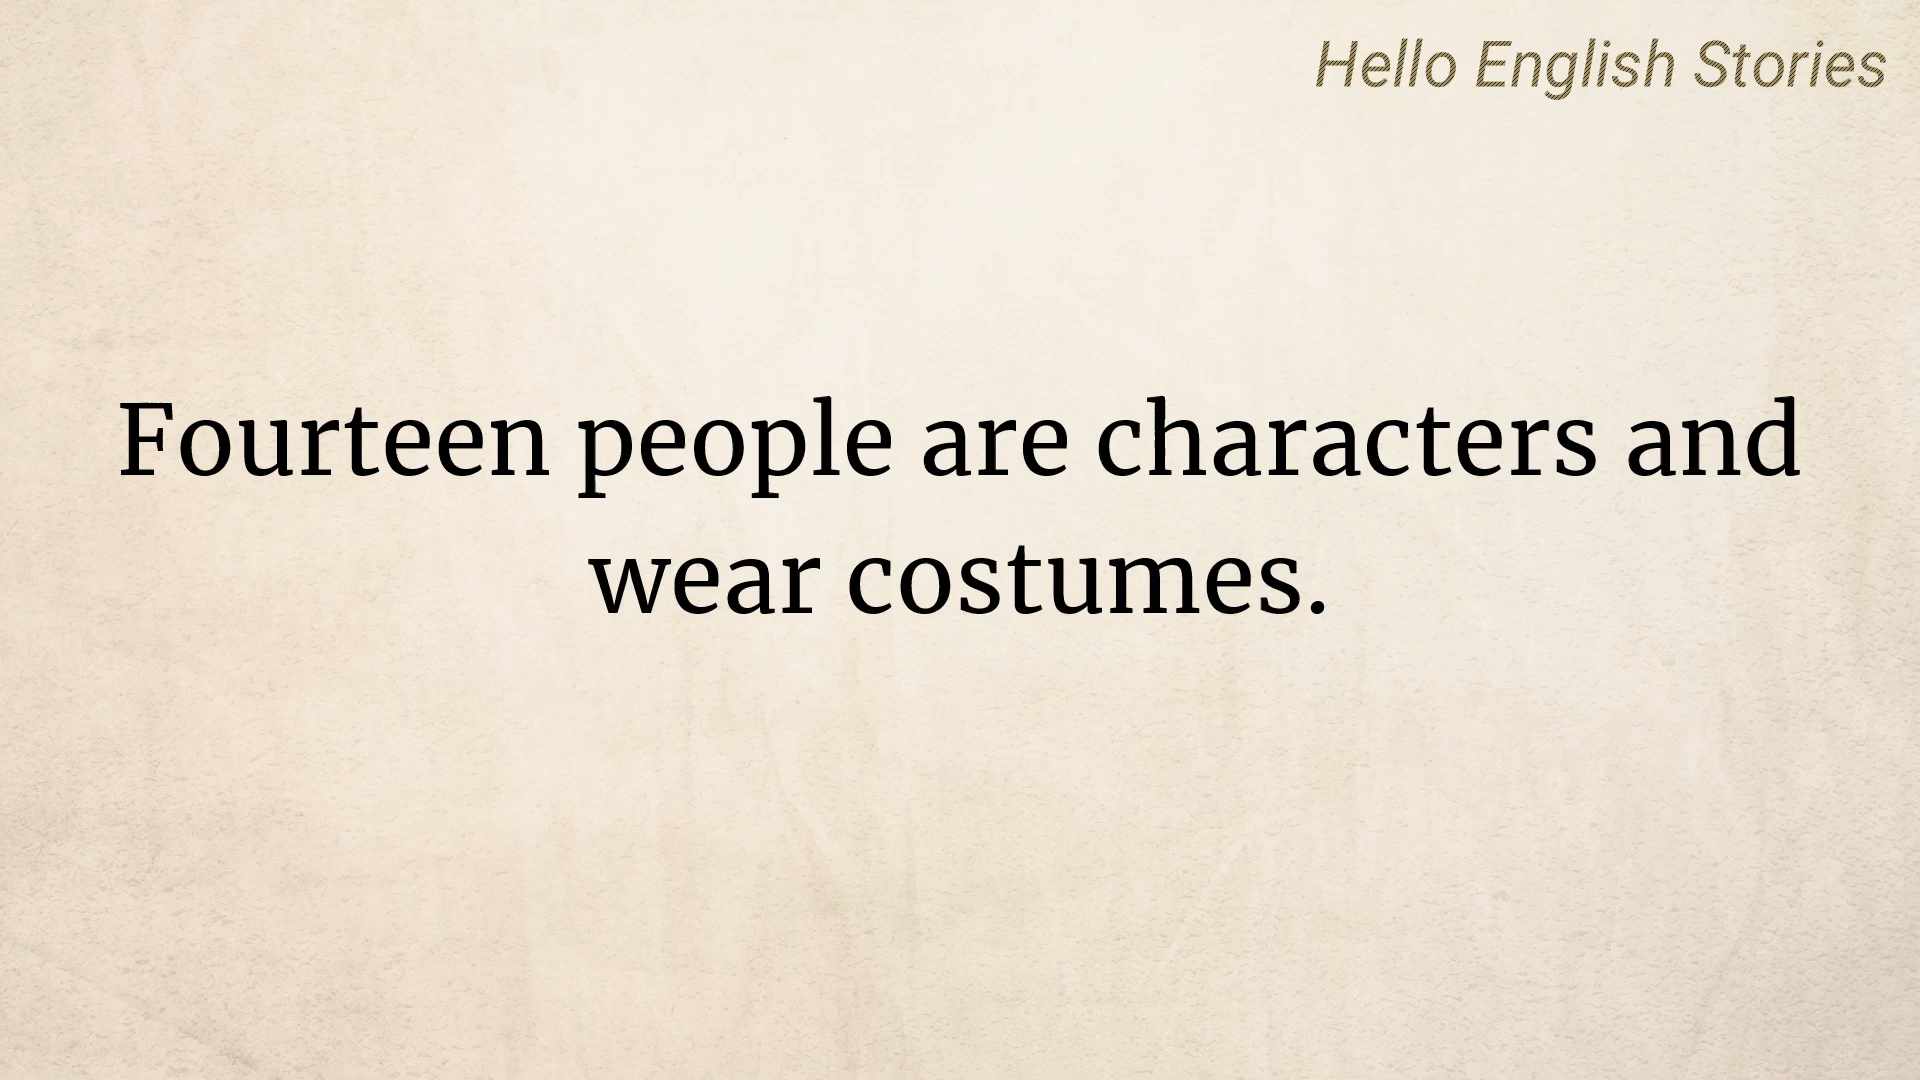 Hello English Stories
Fourteen people are characters and
wear costumes.